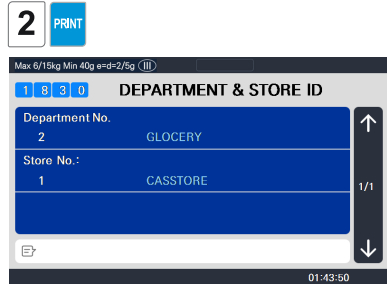 2 PRINT
Max 6/15kg Min 40g e=d=2/5g III
1 8 3 0 DEPARTMENT & STORE ID
Department No.
2 GLOCERY
Store No.:
1 CASSTORE
1/1
01:43:50